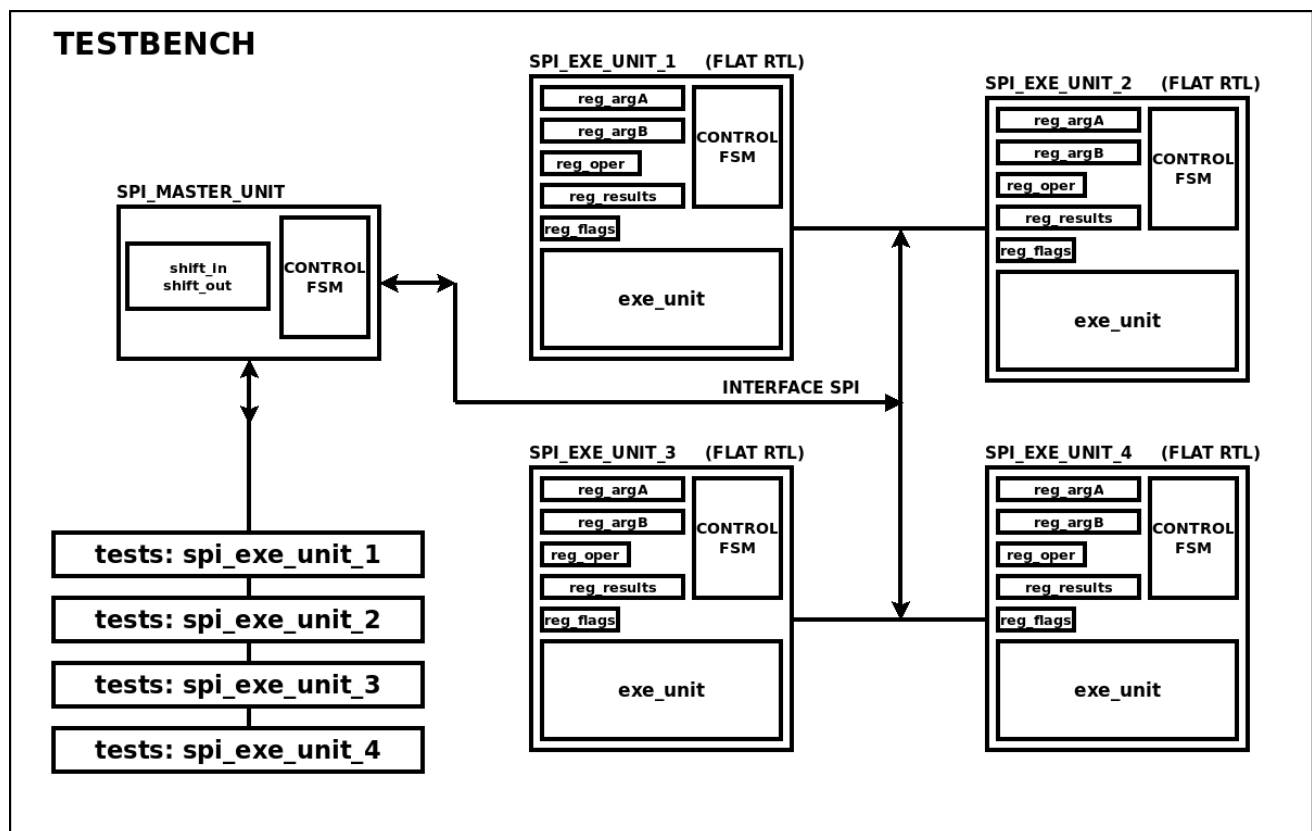 TESTBENCH
SPI_EXE_UNIT_1 (FLAT RTL)
reg_argA
reg_argB
reg_oper
reg_results
reg_flags
CONTROL
FSM
exe_unit
SPI_EXE_UNIT_2 (FLAT RTL)
reg_argA
reg_argB
reg_oper
reg_results
reg_flags
CONTROL
FSM
exe_unit
SPI_MASTER_UNIT
shift_in
shift_out
CONTROL
FSM
INTERFACE SPI
SPI_EXE_UNIT_3 (FLAT RTL)
reg_argA
reg_argB
reg_oper
reg_results
reg_flags
CONTROL
FSM
exe_unit
SPI_EXE_UNIT_4 (FLAT RTL)
reg_argA
reg_argB
reg_oper
reg_results
reg_flags
CONTROL
FSM
exe_unit
tests: spi_exe_unit_1
tests: spi_exe_unit_2
tests: spi_exe_unit_3
tests: spi_exe_unit_4